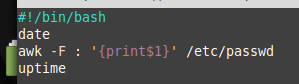 #!/bin/bash
date
awk -F : '{print$1}' /etc/passwd
uptime